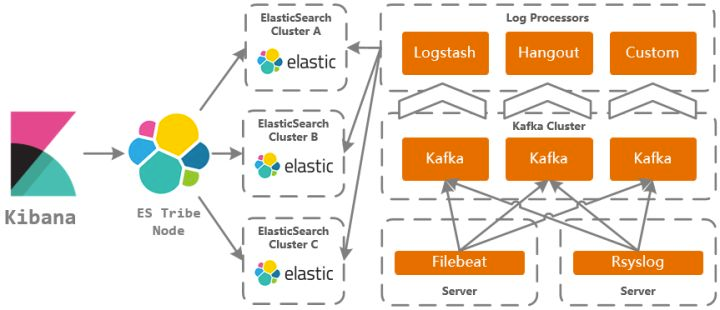 Kibana
ES Tribe
Node
ElasticSearch
Cluster A
elastic
ElasticSearch
Cluster B
elastic
ElasticSearch
Cluster C
elastic
Log Processors
Logstash
Hangout
Custom
Kafka Cluster
Kafka
Kafka
Kafka
Filebeat
Server
Rsyslog
Server